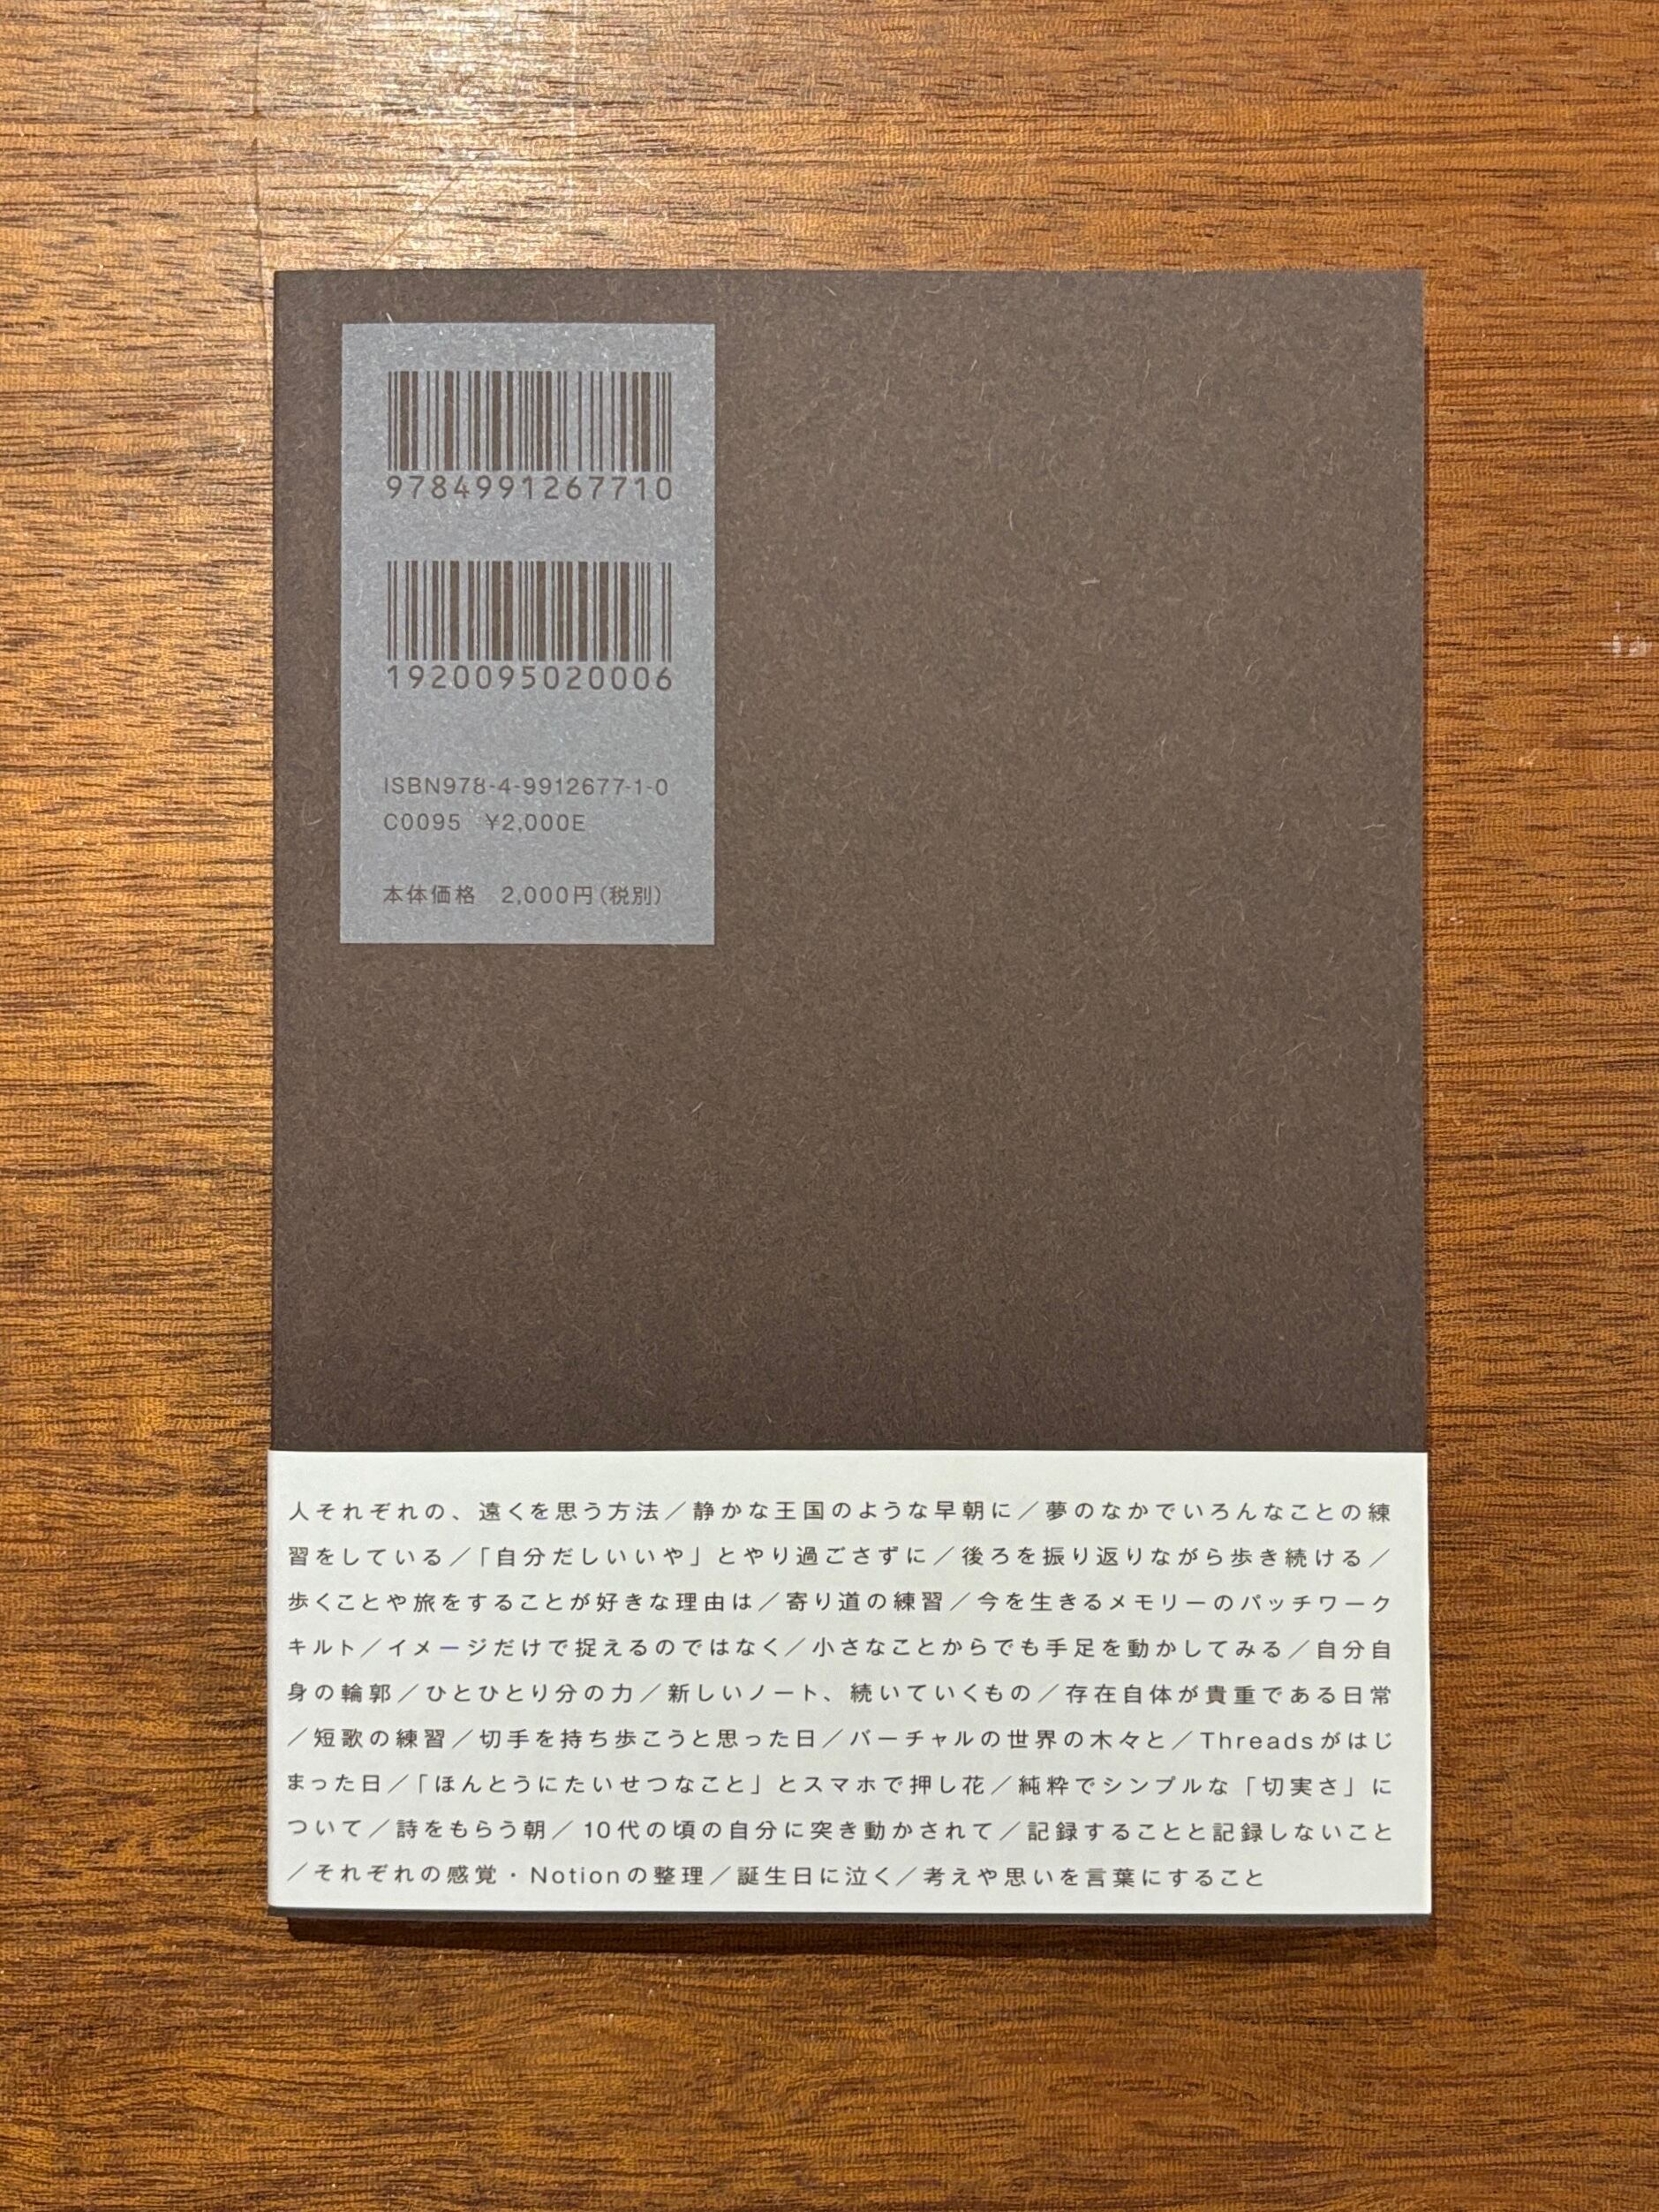 9784991267710
1920095020006
ISBN978-4-9912677-1-0
C0095 ¥2,000E
本体価格 2,000円(税別)
人それぞれの、遠くを思う方法／静かな王国のような早朝に／夢のなかでいろんなことの練
習をしている／「自分だしいいや」とやり過ごさずに／後ろを振り返りながら歩き続ける／
歩くことや旅をすることが好きな理由は／寄り道の練習／今を生きるメモリーのパッチワーク
キルト／イメージだけで捉えるのではなく／小さなことからでも手足を動かしてみる／自分自
身の輪郭／ひとひとり分の力／新しいノート、続いていくもの／存在自体が貴重である日常
／短歌の練習／切手を持ち歩こうと思った日／バーチャルの世界の木々と／Threadsがはじ
まった日／「ほんとうにたいせつなこと」とスマホで押し花／純粋でシンプルな「切実さ」に
ついて／詩をもらう朝／10代の頃の自分に突き動かされて／記録することと記録しないこと
／それぞれの感覚・Notionの整理／誕生日に泣く／考えや思いを言葉にすること